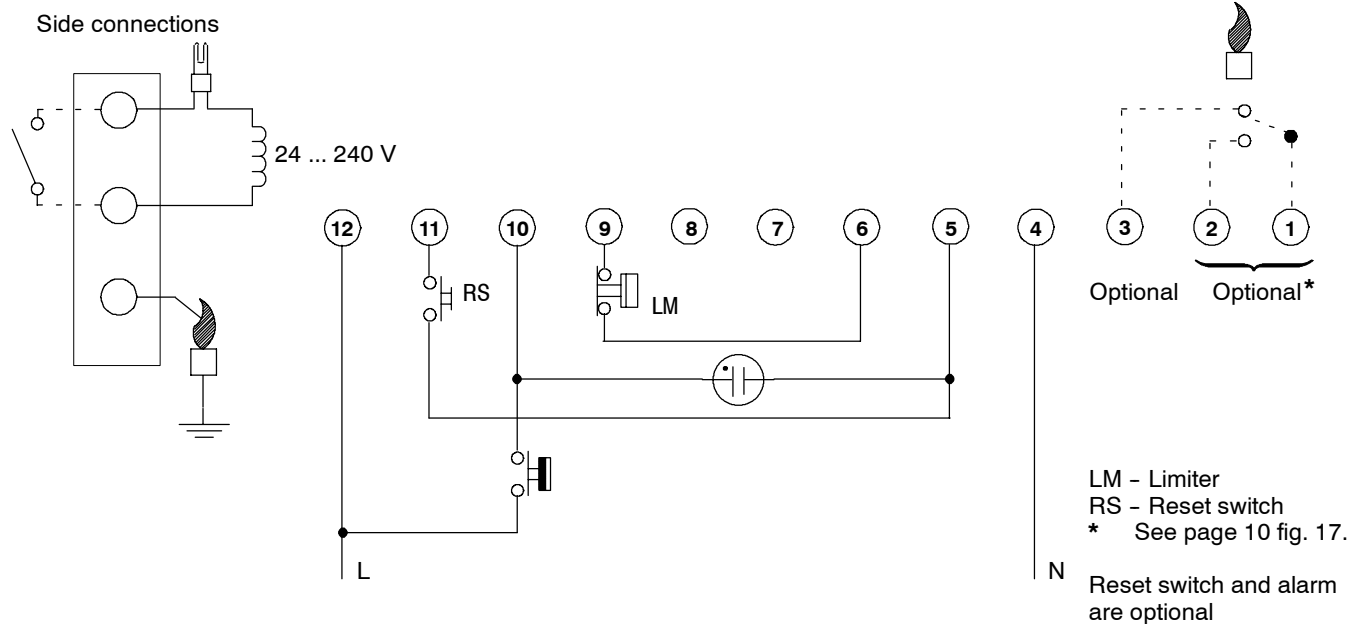 Side connections
24 ... 240 V
12 11 10 9 8 7 6 5 4 3 2 1
RS
LM
Optional Optional*
L
N
LM – Limiter
RS – Reset switch
* See page 10 fig. 17.
Reset switch and alarm
are optional